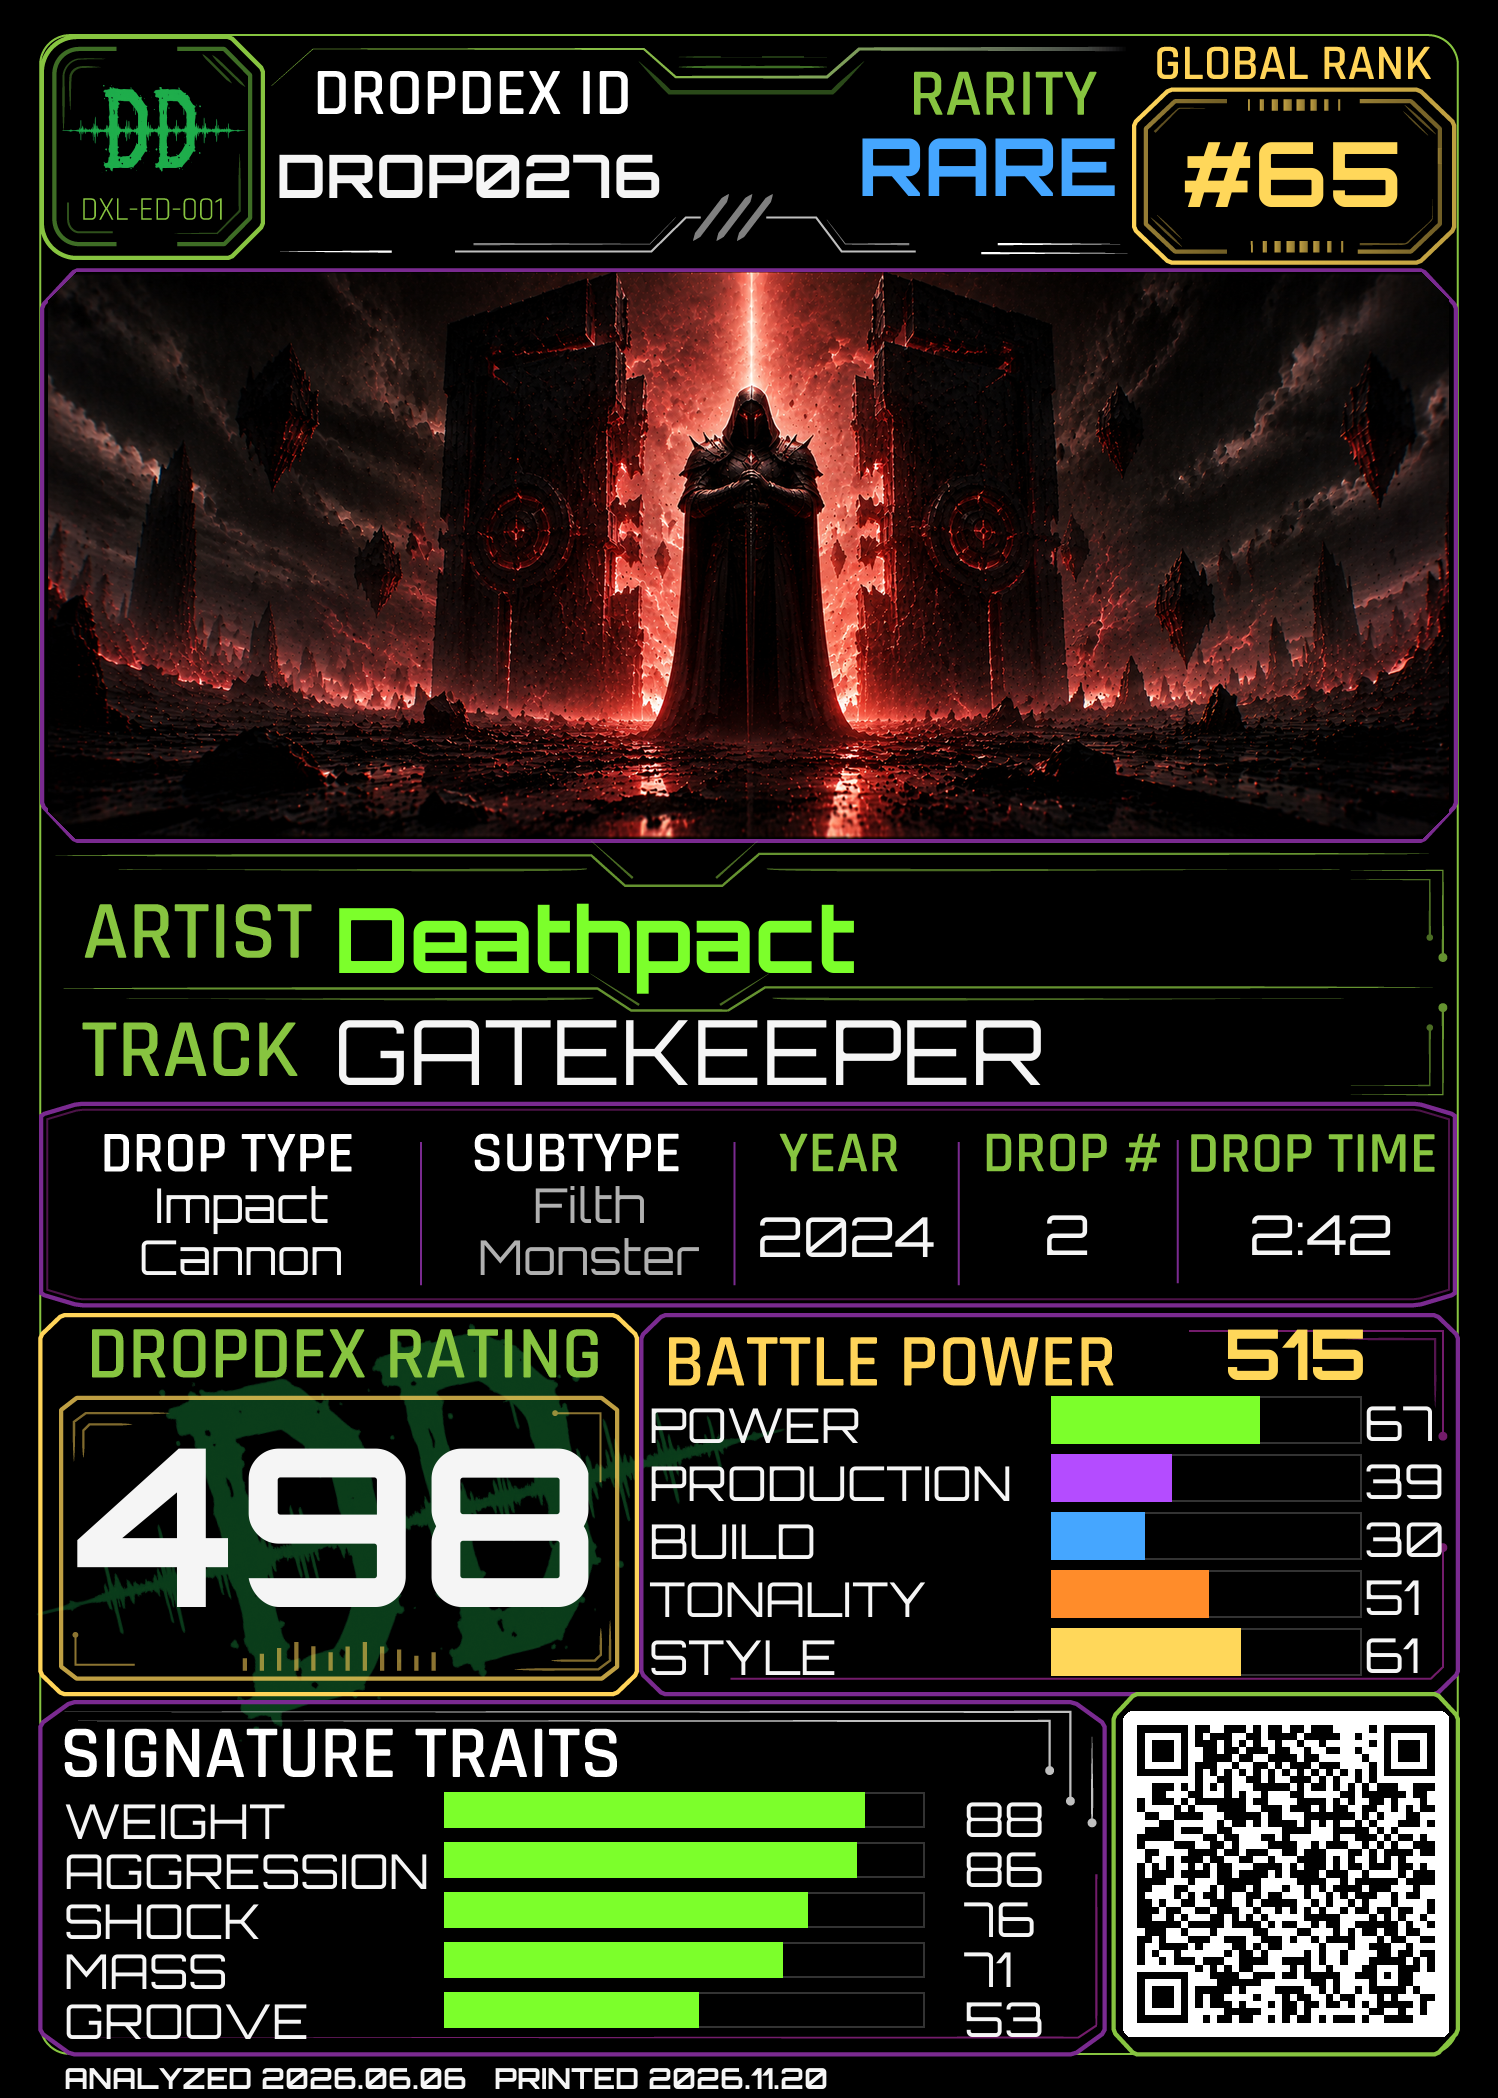 DD
DXL-ED-001
DROPDEX ID
DROP0276
RARITY
RARE
GLOBAL RANK
#65
ARTIST Deathpact
TRACK GATEKEEPER
DROP TYPE
Impact
Cannon
SUBTYPE
Filth
Monster
YEAR
2024
DROP #
2
DROP TIME
2:42
DROPDEX RATING
498
BATTLE POWER 515
POWER 67
PRODUCTION 39
BUILD 30
TONALITY 51
STYLE 61
SIGNATURE TRAITS
WEIGHT 88
AGGRESSION 86
SHOCK 76
MASS 71
GROOVE 53
ANALYZED 2026.06.06 PRINTED 2026.11.20